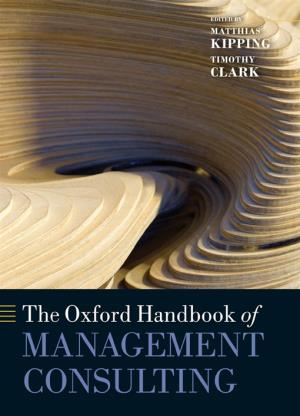 EDITED BY
MATTHIAS
KIPPING
TIMOTHY
CLARK
The Oxford Handbook of
MANAGEMENT
CONSULTING